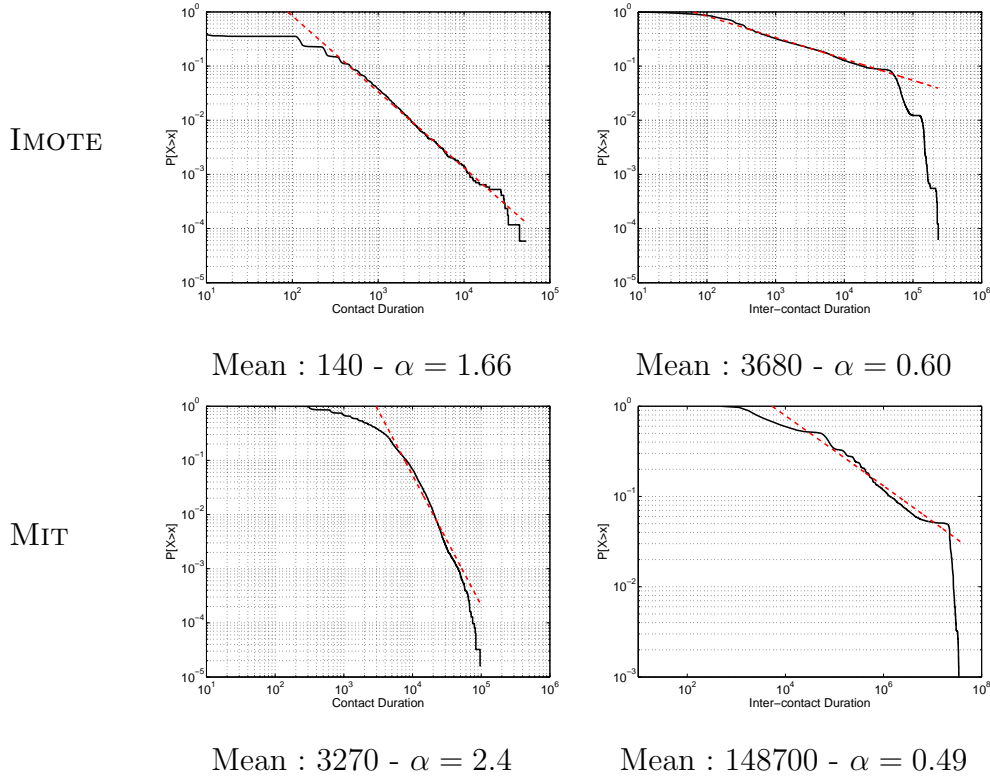 IMOTE
P[X>x]
10^0
10^-1
10^-2
10^-3
10^-4
10^-5
10^1 10^2 10^3 10^4 10^5
Contact Duration
Mean : 140 - α = 1.66
P[X>x]
10^0
10^-1
10^-2
10^-3
10^-4
10^-5
10^1 10^2 10^3 10^4 10^5 10^6
Inter-contact Duration
Mean : 3680 - α = 0.60
MIT
P[X>x]
10^0
10^-1
10^-2
10^-3
10^-4
10^-5
10^1 10^2 10^3 10^4 10^5 10^6
Contact Duration
Mean : 3270 - α = 2.4
P[X>x]
10^0
10^-1
10^-2
10^-3
10^2 10^4 10^6 10^8
Inter-contact Duration
Mean : 148700 - α = 0.49